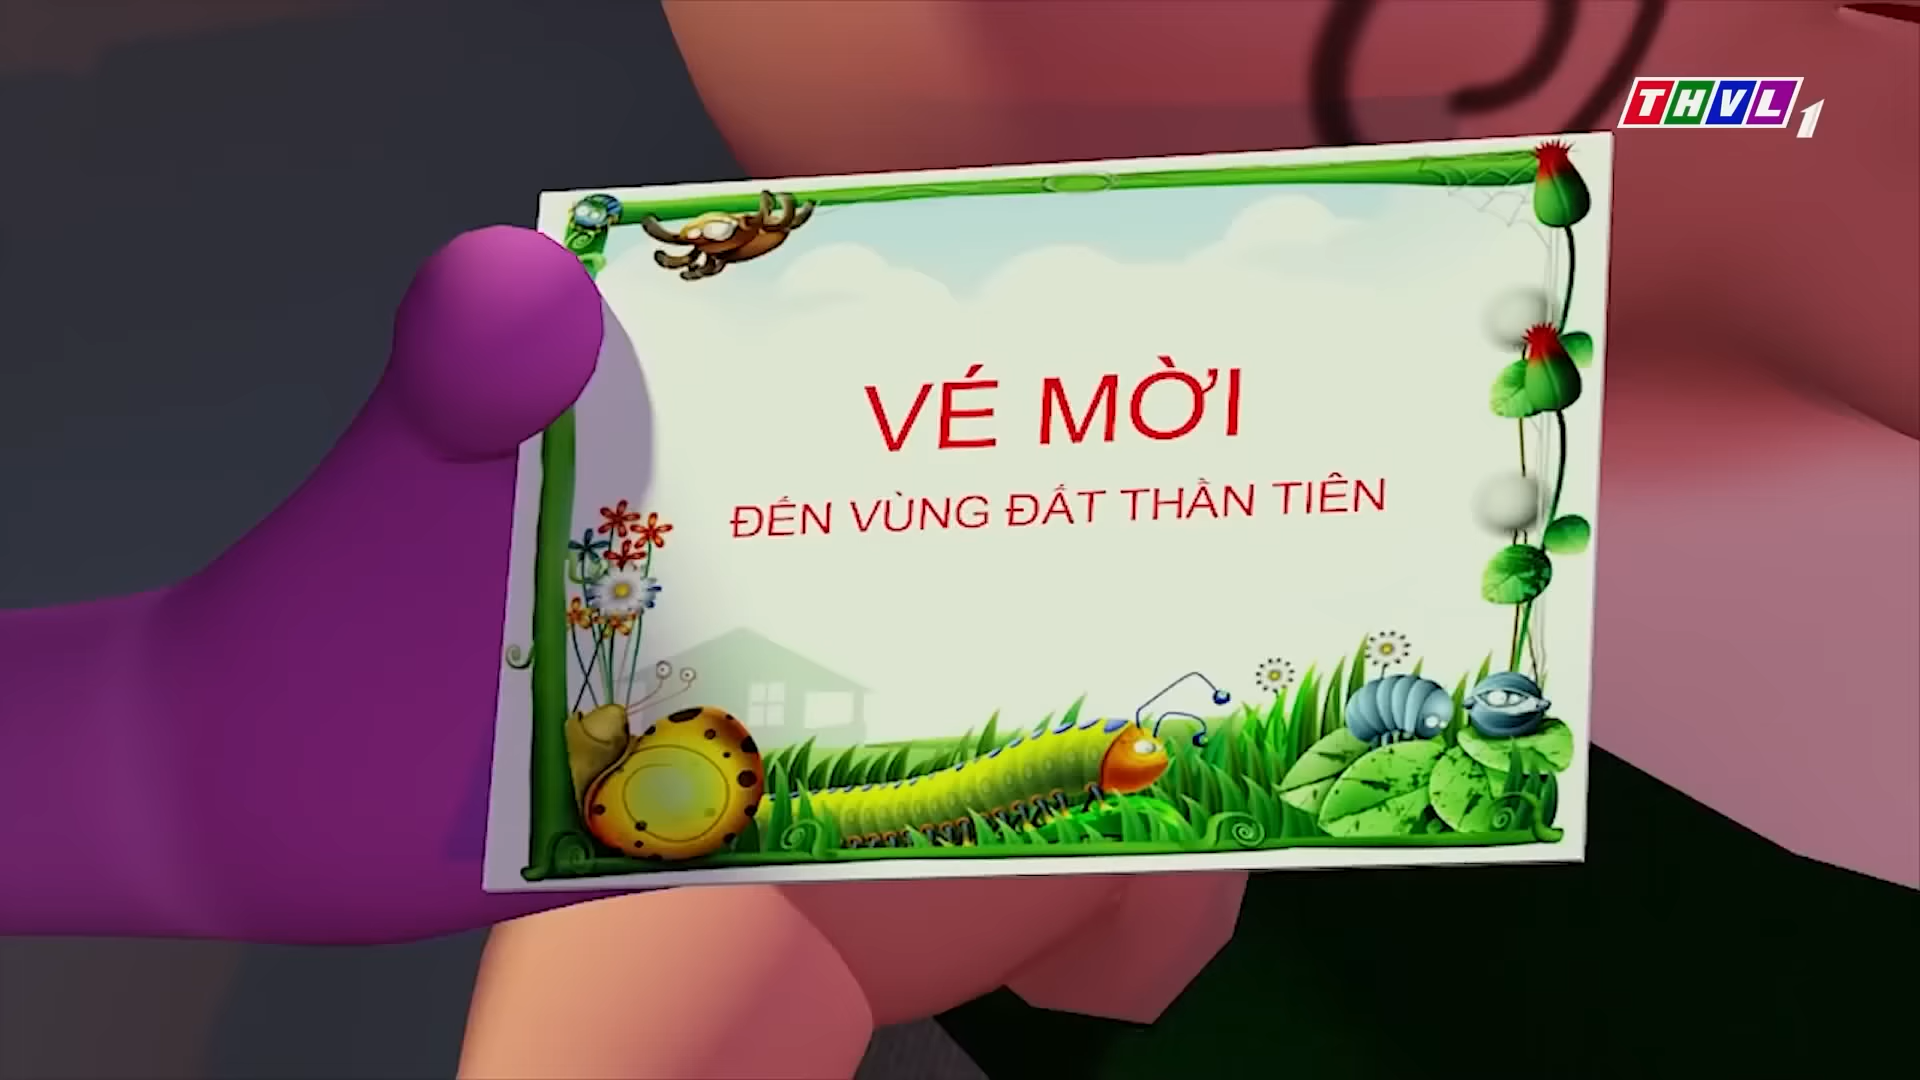 THVL1
VÉ MỜI
ĐẾN VÙNG ĐẤT THẦN TIÊN